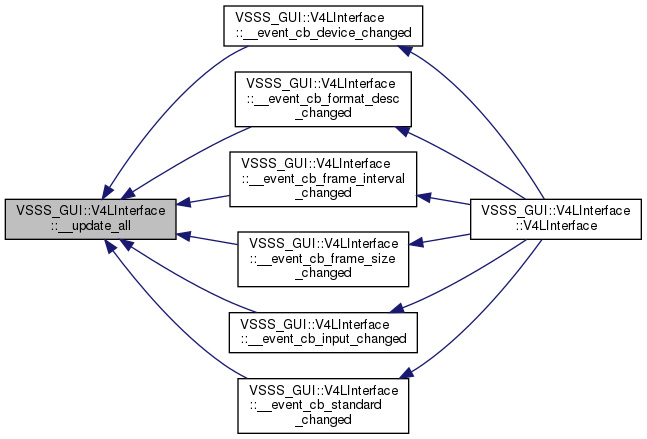 VSSS_GUI::V4LInterface
::__event_cb_device_changed
VSSS_GUI::V4LInterface
::__event_cb_format_desc
_changed
VSSS_GUI::V4LInterface
::__event_cb_frame_interval
_changed
VSSS_GUI::V4LInterface
::__update_all
VSSS_GUI::V4LInterface
::V4LInterface
VSSS_GUI::V4LInterface
::__event_cb_frame_size
_changed
VSSS_GUI::V4LInterface
::__event_cb_input_changed
VSSS_GUI::V4LInterface
::__event_cb_standard
_changed